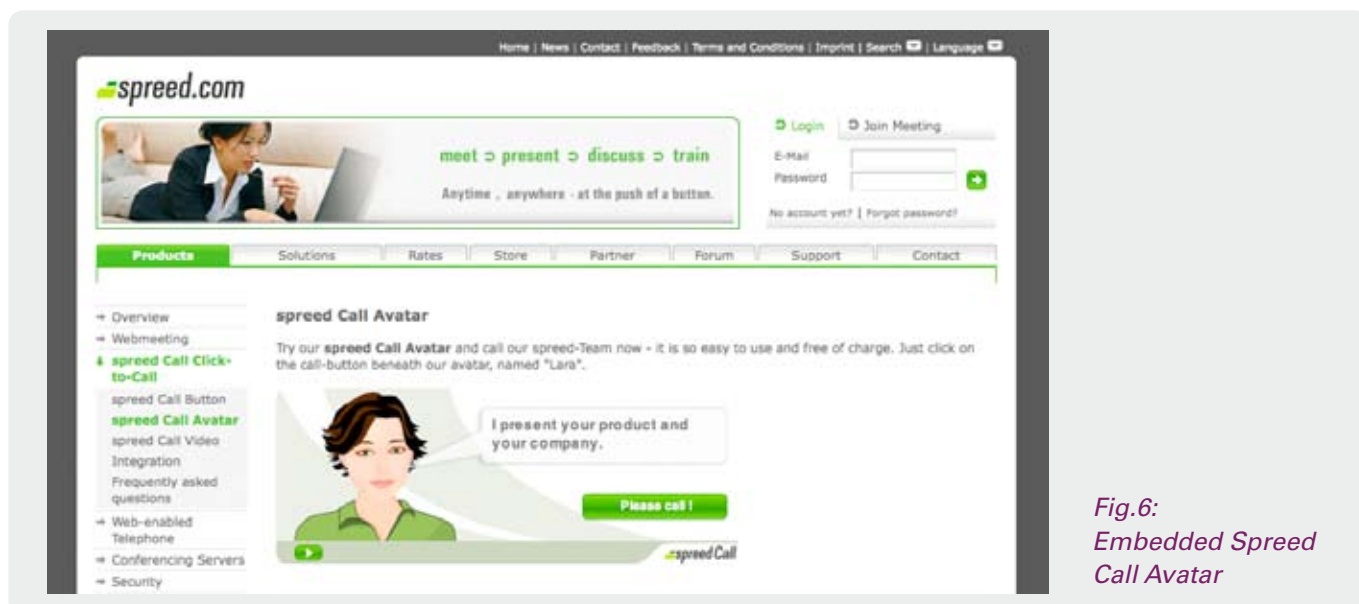 Home | News | Contact | Feedback | Terms and Conditions | Imprint | Search | Language
spreed.com
meet ᴝ present ᴝ discuss ᴝ train
Anytime , anywhere - at the push of a button.
Login Join Meeting
E-Mail
Password
No account yet? | Forgot password?
Products Solutions Rates Store Partner Forum Support Contact
Overview
Webmeeting
spreed Call Click-
to-Call
spreed Call Button
spreed Call Avatar
spreed Call Video
Integration
Frequently asked
questions
Web-enabled
Telephone
Conferencing Servers
Security
spreed Call Avatar
Try our spreed Call Avatar and call our spreed-Team now - it is so easy to use and free of charge. Just click on
the call-button beneath our avatar, named "Lara".
I present your product and
your company.
Please call !
spreed Call
Fig.6:
Embedded Spreed
Call Avatar